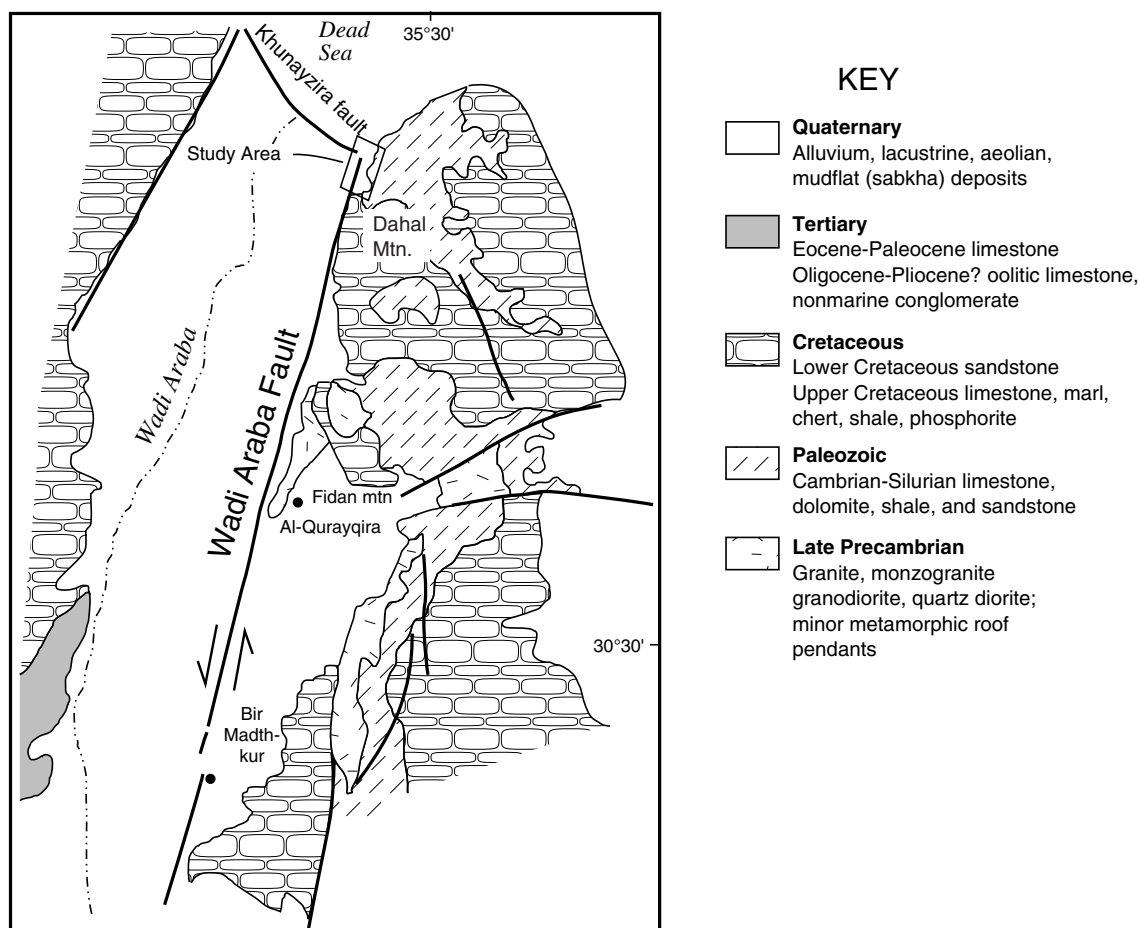 Dead
Sea
35°30'
Khunayzira fault
Study Area
Dahal
Mtn.
Wadi Araba
Wadi Araba Fault
Fidan mtn
Al-Qurayqira
30°30'
Bir
Madth-
kur
KEY
Quaternary
Alluvium, lacustrine, aeolian,
mudflat (sabkha) deposits
Tertiary
Eocene-Paleocene limestone
Oligocene-Pliocene? oolitic limestone,
nonmarine conglomerate
Cretaceous
Lower Cretaceous sandstone
Upper Cretaceous limestone, marl,
chert, shale, phosphorite
Paleozoic
Cambrian-Silurian limestone,
dolomite, shale, and sandstone
Late Precambrian
Granite, monzogranite
granodiorite, quartz diorite;
minor metamorphic roof
pendants